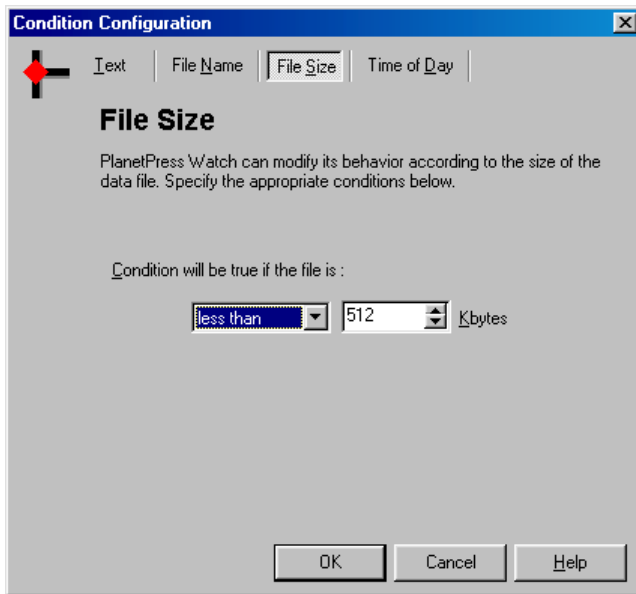 Condition Configuration
Text File Name File Size Time of Day
File Size
PlanetPress Watch can modify its behavior according to the size of the
data file. Specify the appropriate conditions below.
Condition will be true if the file is :
less than 512 Kbytes
OK Cancel Help